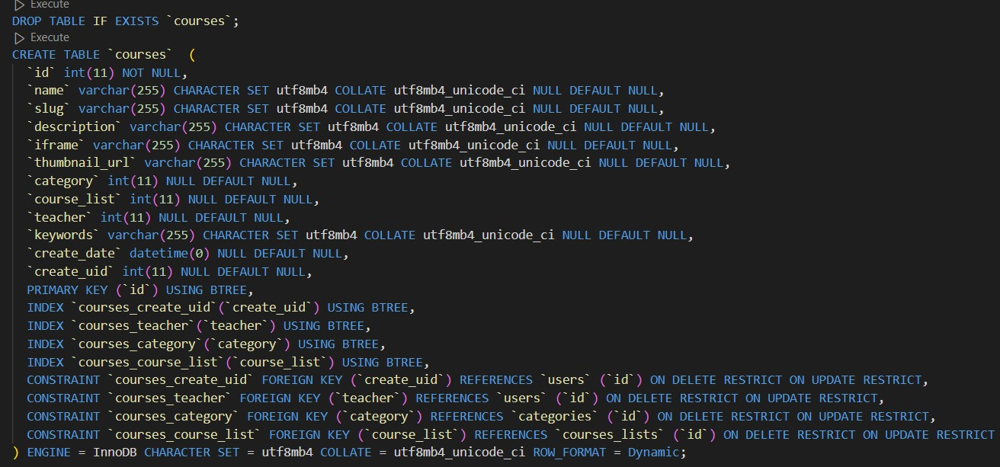 Execute
DROP TABLE IF EXISTS `courses`;
Execute
CREATE TABLE `courses`  (
  `id` int(11) NOT NULL,
  `name` varchar(255) CHARACTER SET utf8mb4 COLLATE utf8mb4_unicode_ci NULL DEFAULT NULL,
  `slug` varchar(255) CHARACTER SET utf8mb4 COLLATE utf8mb4_unicode_ci NULL DEFAULT NULL,
  `description` varchar(255) CHARACTER SET utf8mb4 COLLATE utf8mb4_unicode_ci NULL DEFAULT NULL,
  `iframe` varchar(255) CHARACTER SET utf8mb4 COLLATE utf8mb4_unicode_ci NULL DEFAULT NULL,
  `thumbnail_url` varchar(255) CHARACTER SET utf8mb4 COLLATE utf8mb4_unicode_ci NULL DEFAULT NULL,
  `category` int(11) NULL DEFAULT NULL,
  `course_list` int(11) NULL DEFAULT NULL,
  `teacher` int(11) NULL DEFAULT NULL,
  `keywords` varchar(255) CHARACTER SET utf8mb4 COLLATE utf8mb4_unicode_ci NULL DEFAULT NULL,
  `create_date` datetime(0) NULL DEFAULT NULL,
  `create_uid` int(11) NULL DEFAULT NULL,
  PRIMARY KEY (`id`) USING BTREE,
  INDEX `courses_create_uid`(`create_uid`) USING BTREE,
  INDEX `courses_teacher`(`teacher`) USING BTREE,
  INDEX `courses_category`(`category`) USING BTREE,
  INDEX `courses_course_list`(`course_list`) USING BTREE,
  CONSTRAINT `courses_create_uid` FOREIGN KEY (`create_uid`) REFERENCES `users` (`id`) ON DELETE RESTRICT ON UPDATE RESTRICT,
  CONSTRAINT `courses_teacher` FOREIGN KEY (`teacher`) REFERENCES `users` (`id`) ON DELETE RESTRICT ON UPDATE RESTRICT,
  CONSTRAINT `courses_category` FOREIGN KEY (`category`) REFERENCES `categories` (`id`) ON DELETE RESTRICT ON UPDATE RESTRICT,
  CONSTRAINT `courses_course_list` FOREIGN KEY (`course_list`) REFERENCES `courses_lists` (`id`) ON DELETE RESTRICT ON UPDATE RESTRICT
) ENGINE = InnoDB CHARACTER SET = utf8mb4 COLLATE = utf8mb4_unicode_ci ROW_FORMAT = Dynamic;